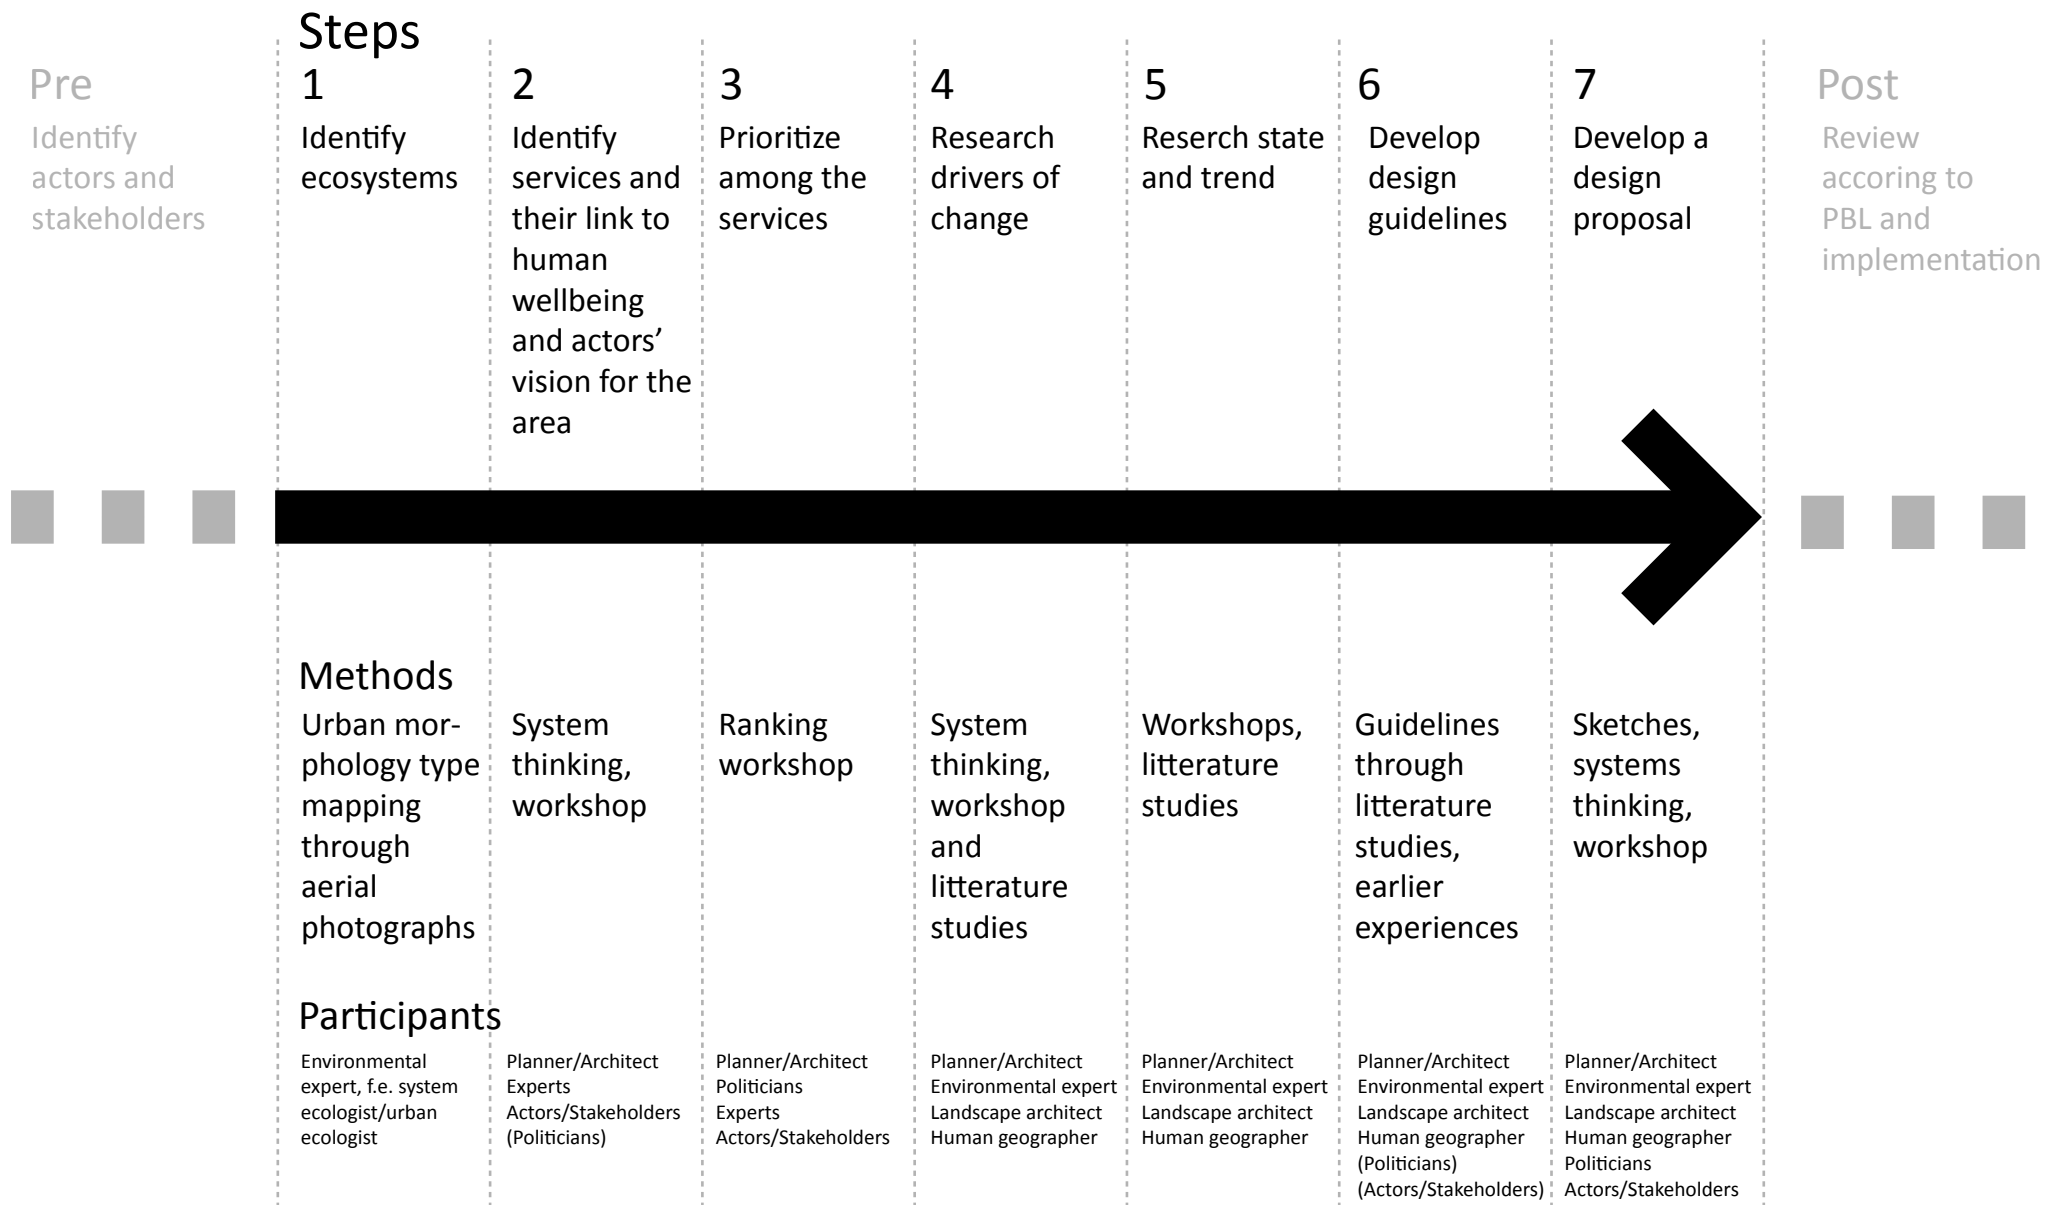 Steps
Pre
Identify
actors and
stakeholders
1
Identify
ecosystems
2
Identify
services and
their link to
human
wellbeing
and actors’
vision for the
area
3
Prioritize
among the
services
4
Research
drivers of
change
5
Reserch state
and trend
6
Develop
design
guidelines
7
Develop a
design
proposal
Post
Review
accoring to
PBL and
implementation
Methods
Urban mor-
phology type
mapping
through
aerial
photographs
System
thinking,
workshop
Ranking
workshop
System
thinking,
workshop
and
litterature
studies
Workshops,
litterature
studies
Guidelines
through
litterature
studies,
earlier
experiences
Sketches,
systems
thinking,
workshop
Participants
Environmental
expert, f.e. system
ecologist/urban
ecologist
Planner/Architect
Experts
Actors/Stakeholders
(Politicians)
Planner/Architect
Politicians
Experts
Actors/Stakeholders
Planner/Architect
Environmental expert
Landscape architect
Human geographer
Planner/Architect
Environmental expert
Landscape architect
Human geographer
Planner/Architect
Environmental expert
Landscape architect
Human geographer
(Politicians)
(Actors/Stakeholders)
Planner/Architect
Environmental expert
Landscape architect
Human geographer
Politicians
Actors/Stakeholders